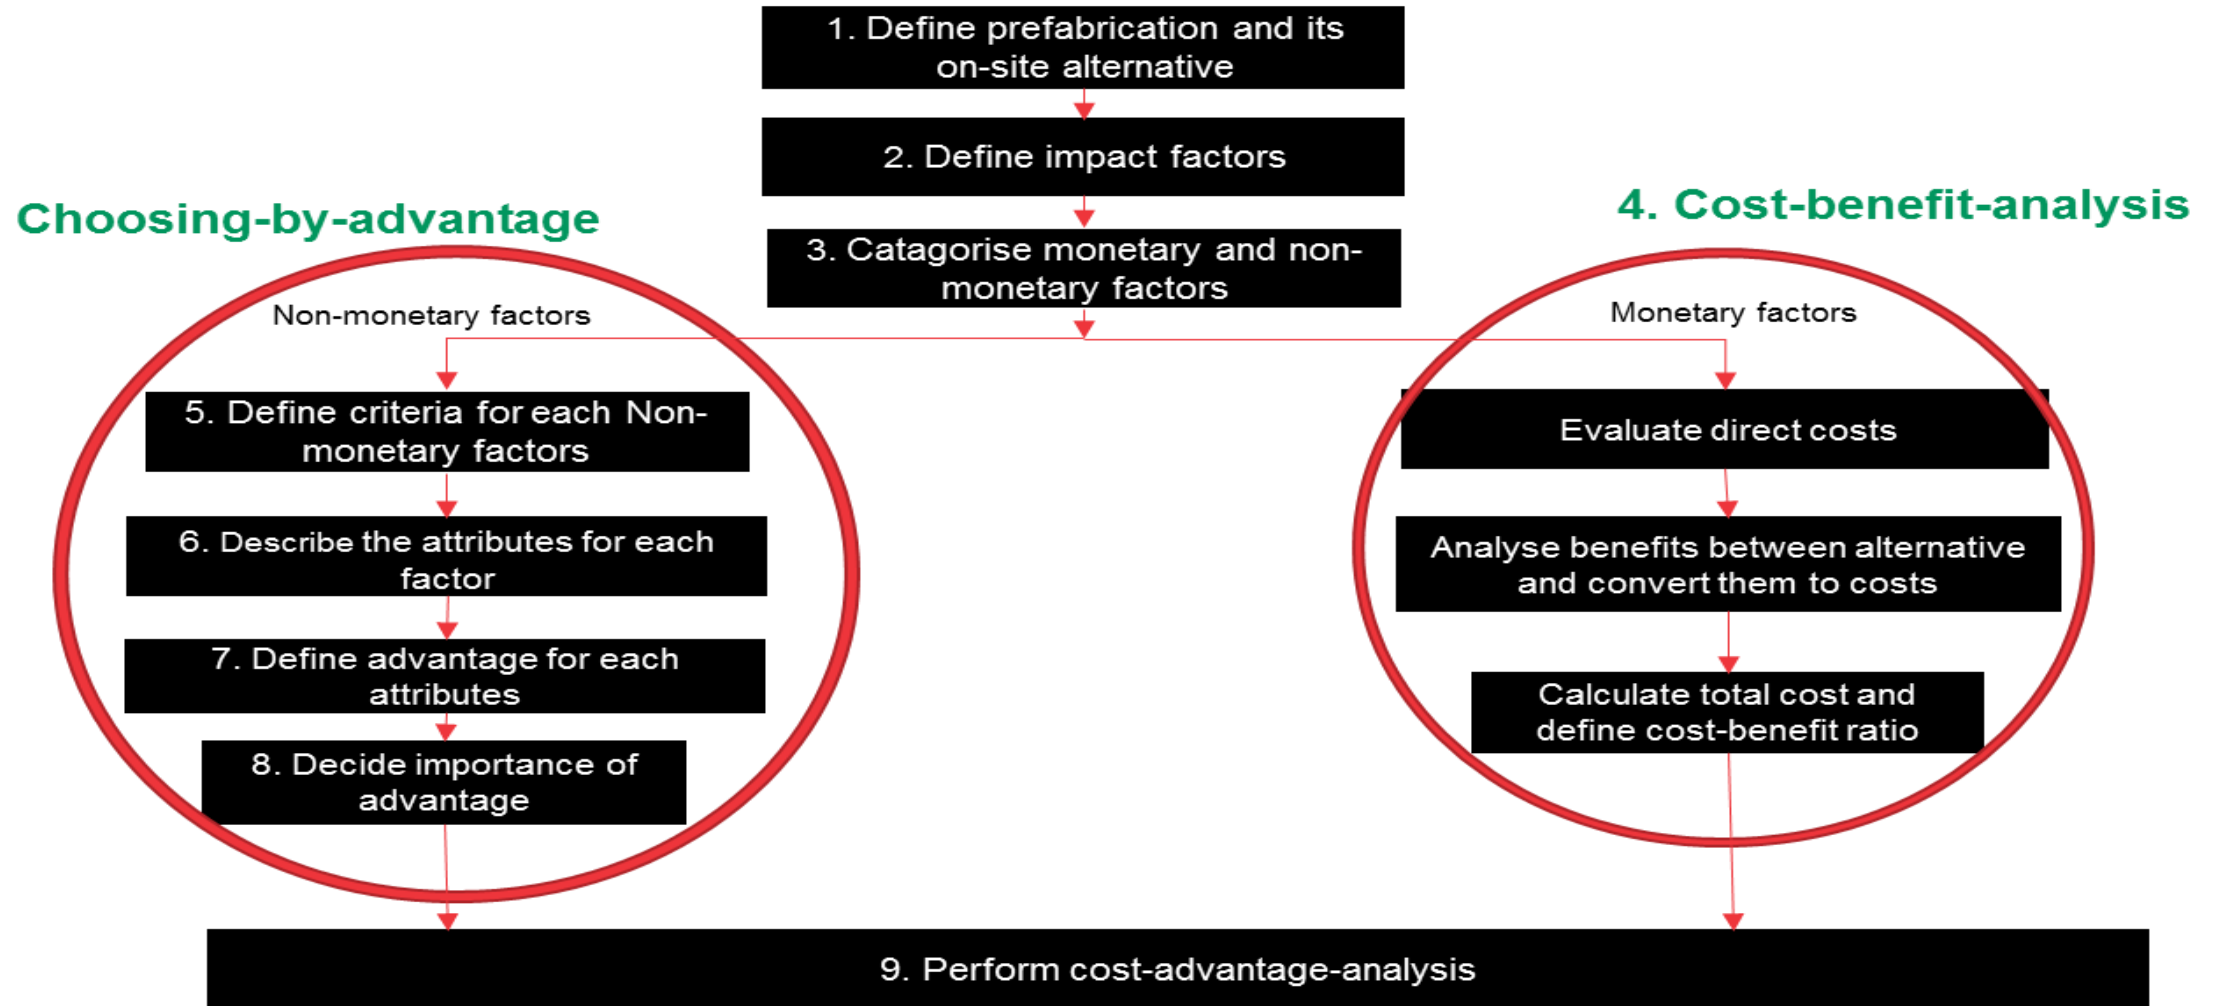 1. Define prefabrication and its
on-site alternative
2. Define impact factors
Choosing-by-advantage
4. Cost-benefit-analysis
3. Catagorise monetary and non-
monetary factors
Non-monetary factors
Monetary factors
5. Define criteria for each Non-
monetary factors
6. Describe the attributes for each
factor
7. Define advantage for each
attributes
8. Decide importance of
advantage
Evaluate direct costs
Analyse benefits between alternative
and convert them to costs
Calculate total cost and
define cost-benefit ratio
9. Perform cost-advantage-analysis